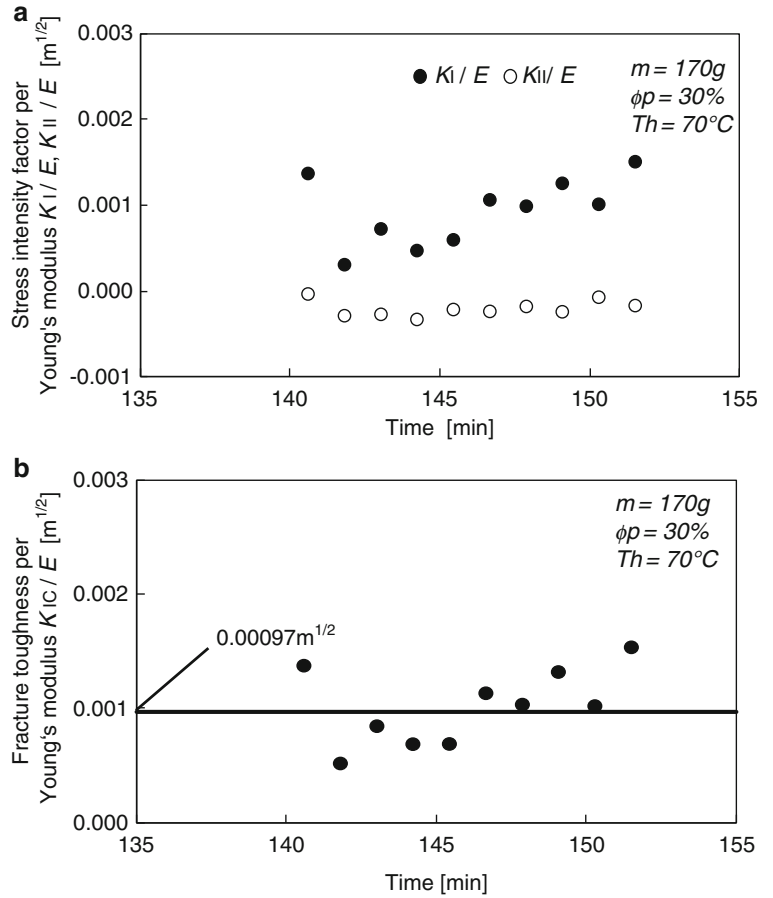 a
0.003
0.002
0.001
0.000
-0.001
135
140
145
150
155
Time [min]
Stress intensity factor per
Young's modulus K I / E, K II / E [m1/2]
KI / E
KII / E
m = 170g
ϕp = 30%
Th = 70°C
b
0.003
0.002
0.001
0.000
135
140
145
150
155
Time [min]
Fracture toughness per
Young's modulus K IC / E [m1/2]
0.00097m1/2
m = 170g
ϕp = 30%
Th = 70°C